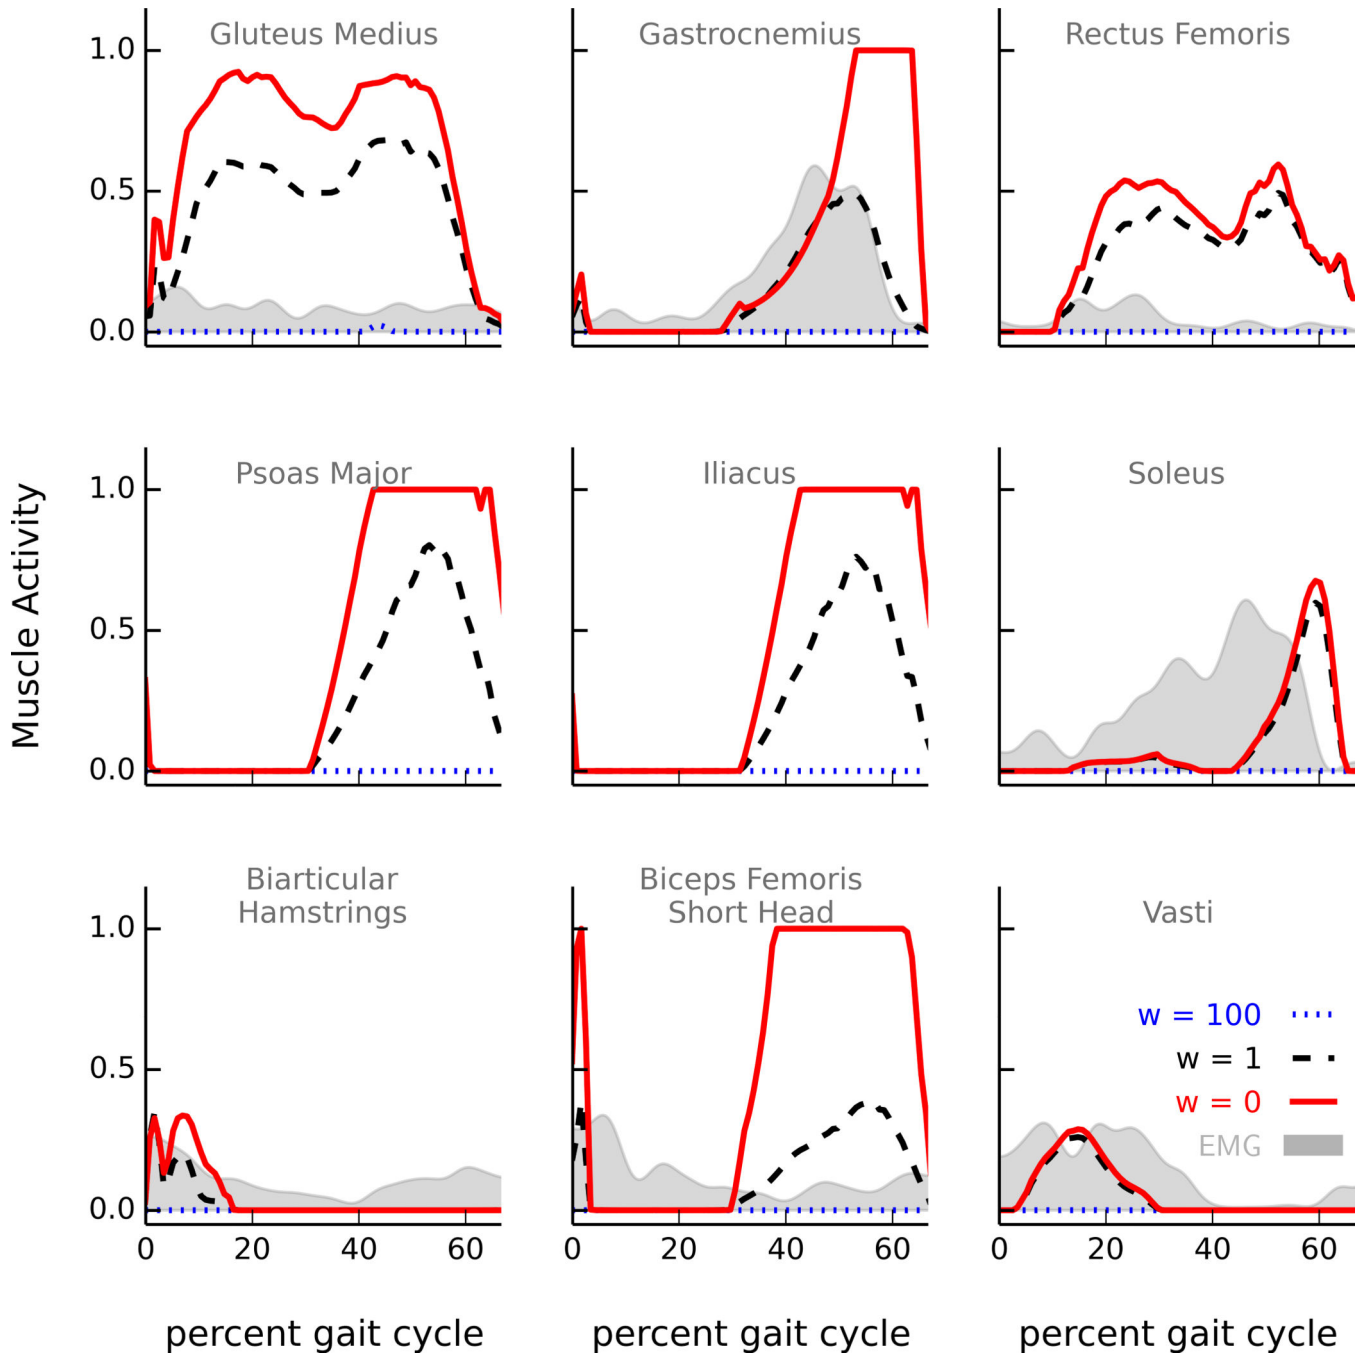 Gluteus Medius
Gastrocnemius
Rectus Femoris
1.0
0.5
0.0
Muscle Activity
Psoas Major
Iliacus
Soleus
1.0
0.5
0.0
Biarticular
Hamstrings
Biceps Femoris
Short Head
Vasti
1.0
0.5
0.0
w = 100
w = 1
w = 0
EMG
0 20 40 60
0 20 40 60
0 20 40 60
percent gait cycle
percent gait cycle
percent gait cycle